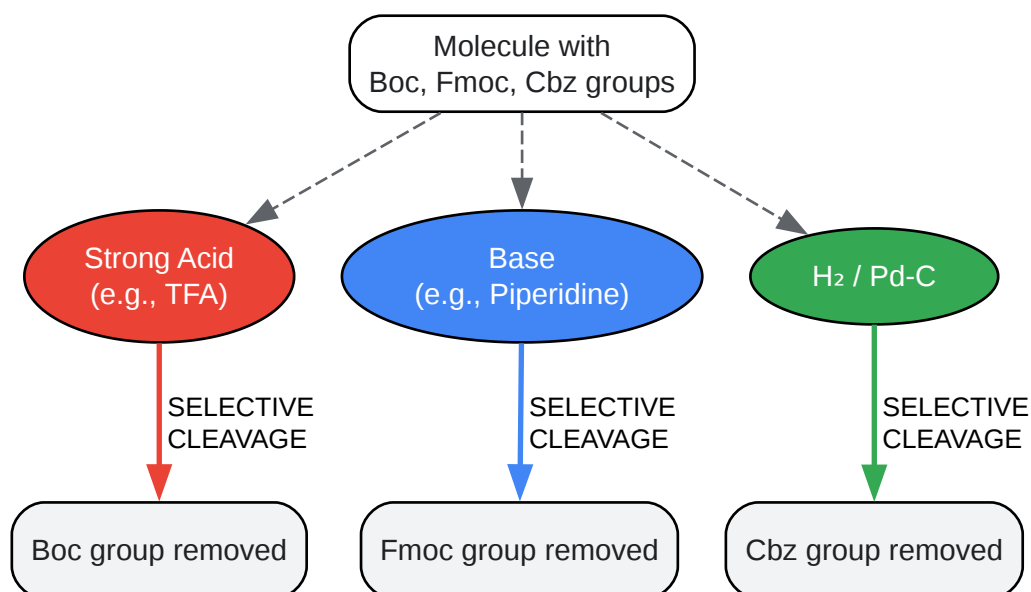 Molecule with
Boc, Fmoc, Cbz groups
Strong Acid
(e.g., TFA)
Base
(e.g., Piperidine)
H₂ / Pd-C
SELECTIVE
CLEAVAGE
SELECTIVE
CLEAVAGE
SELECTIVE
CLEAVAGE
Boc group removed
Fmoc group removed
Cbz group removed